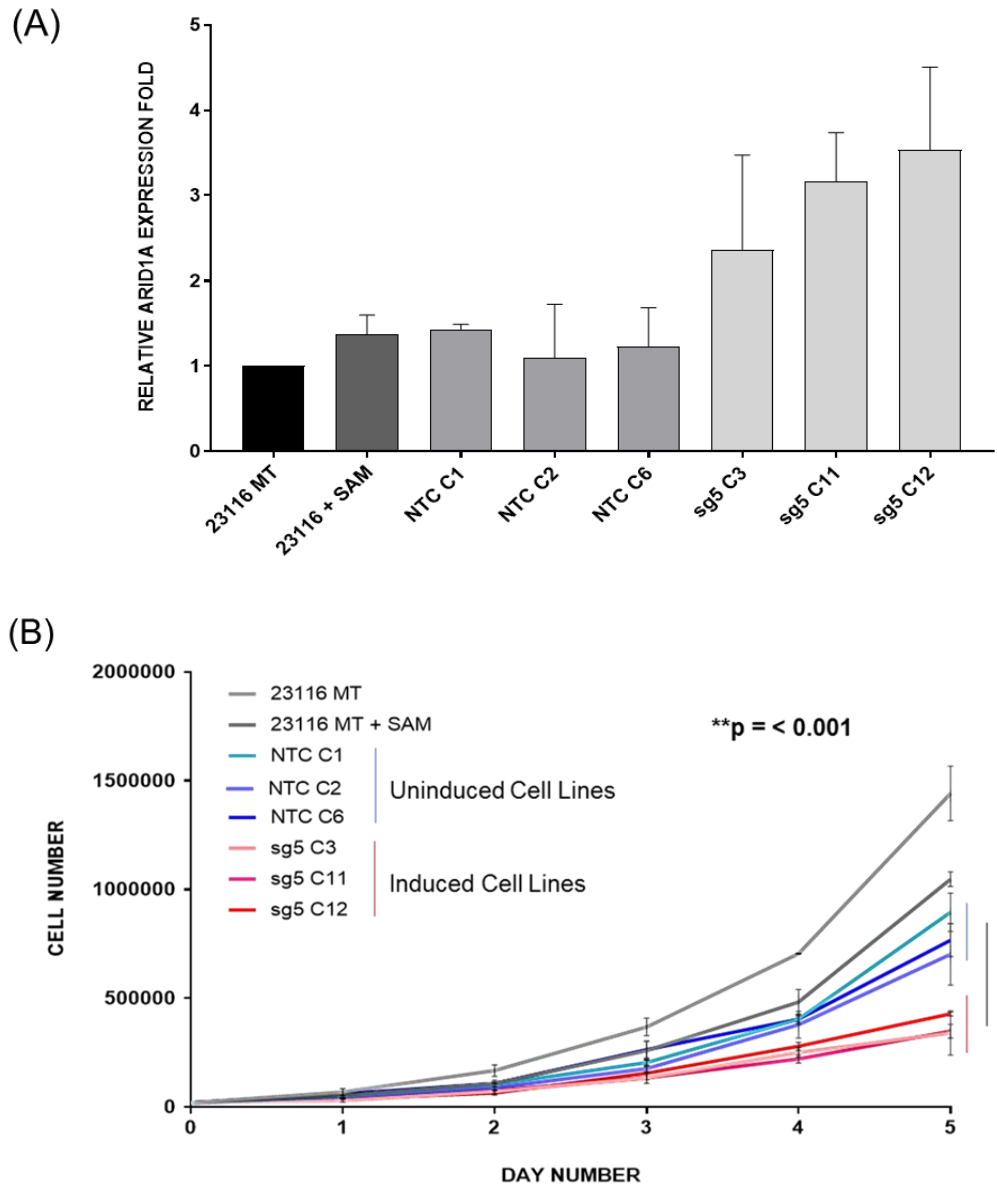 (A)
RELATIVE ARID1A EXPRESSION FOLD
5
4
3
2
1
0
23116 MT
23116 + SAM
NTC C1
NTC C2
NTC C6
sg5 C3
sg5 C11
sg5 C12
(B)
CELL NUMBER
2000000
1500000
1000000
500000
0
23116 MT
23116 MT + SAM
NTC C1
NTC C2
NTC C6
Uninduced Cell Lines
sg5 C3
sg5 C11
sg5 C12
Induced Cell Lines
**p = < 0.001
0 1 2 3 4 5
DAY NUMBER